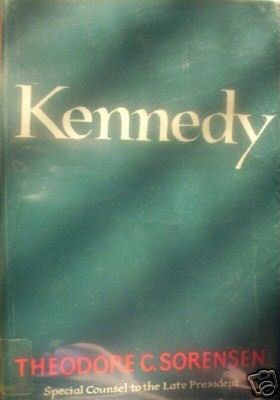 Kennedy
THEODORE C. SORENSEN
Special Counsel to the Late President